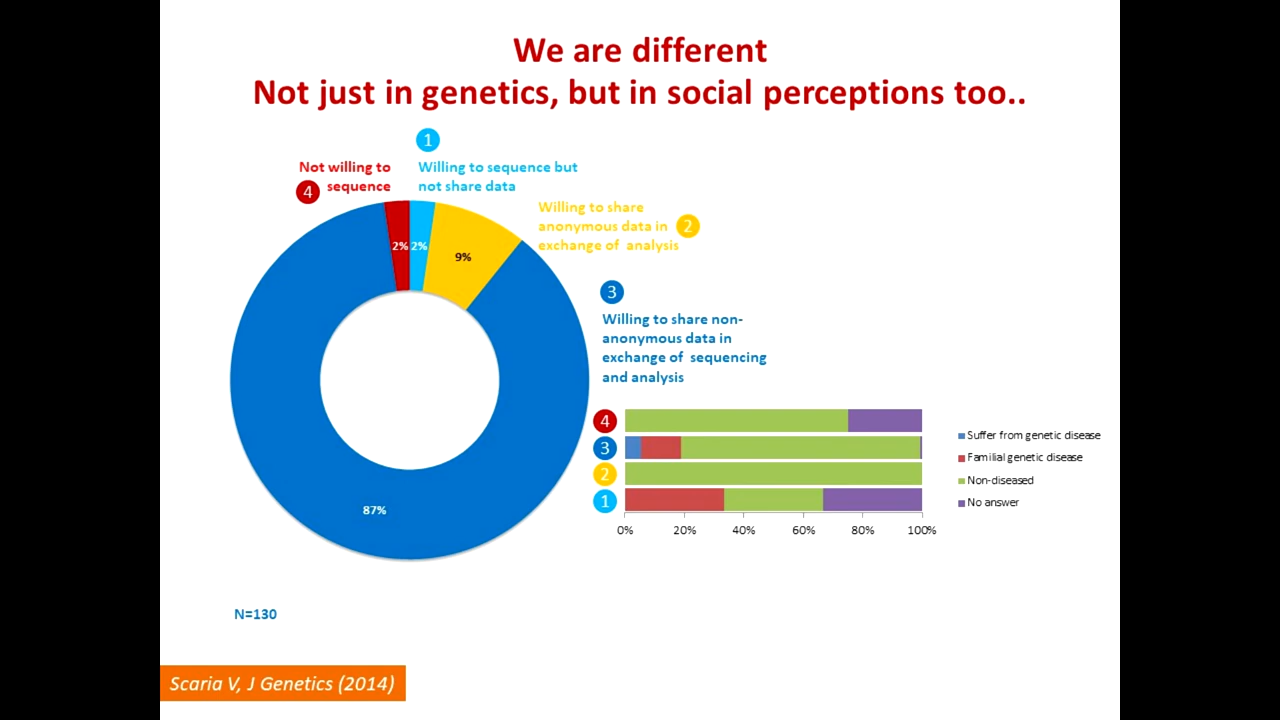 We are different
Not just in genetics, but in social perceptions too..
1
Not willing to
4 sequence
Willing to sequence but
not share data
Willing to share
anonymous data in 2
exchange of analysis
2% 2%
9%
3
Willing to share non-
anonymous data in
exchange of sequencing
and analysis
87%
4
3
2
1
0% 20% 40% 60% 80% 100%
Suffer from genetic disease
Familial genetic disease
Non-diseased
No answer
N=130
Scaria V, J Genetics (2014)